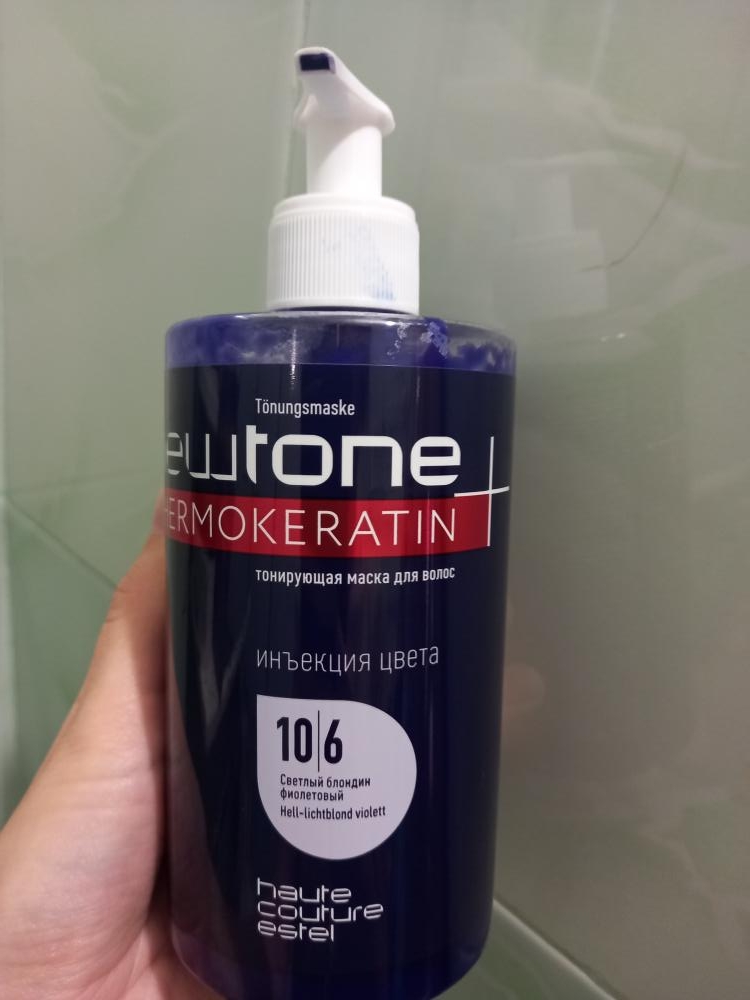 Tönungsmaske
ewtone
HERMOKERATIN
тонирующая маска для волос
инъекция цвета
10|6
Светлый блондин
фиолетовый
Hell-lichtblond violett
haute
couture
estel